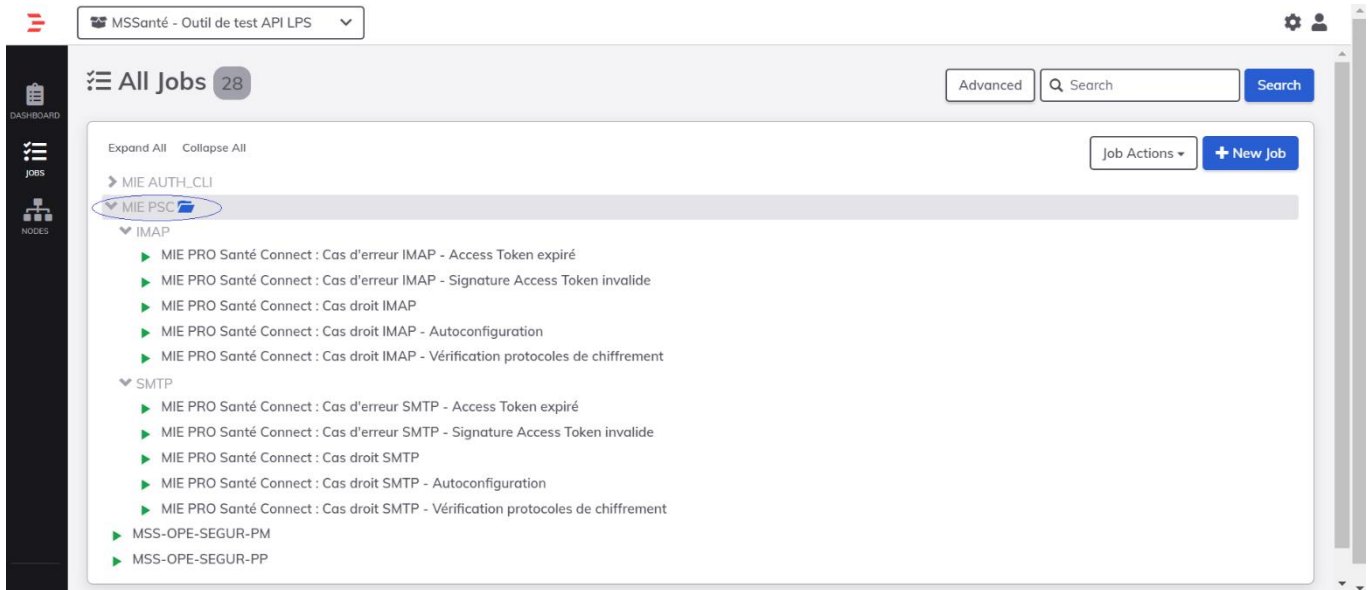 MSSanté - Outil de test API LPS
All Jobs 28
Advanced
Search
Search
DASHBOARD
JOBS
NODES
Expand All Collapse All
Job Actions
+ New Job
MIE AUTH_CLI
MIE PSC
IMAP
MIE PRO Santé Connect : Cas d'erreur IMAP - Access Token expiré
MIE PRO Santé Connect : Cas d'erreur IMAP - Signature Access Token invalide
MIE PRO Santé Connect : Cas droit IMAP
MIE PRO Santé Connect : Cas droit IMAP - Autoconfiguration
MIE PRO Santé Connect : Cas droit IMAP - Vérification protocoles de chiffrement
SMTP
MIE PRO Santé Connect : Cas d'erreur SMTP - Access Token expiré
MIE PRO Santé Connect : Cas d'erreur SMTP - Signature Access Token invalide
MIE PRO Santé Connect : Cas droit SMTP
MIE PRO Santé Connect : Cas droit SMTP - Autoconfiguration
MIE PRO Santé Connect : Cas droit SMTP - Vérification protocoles de chiffrement
MSS-OPE-SEGUR-PM
MSS-OPE-SEGUR-PP